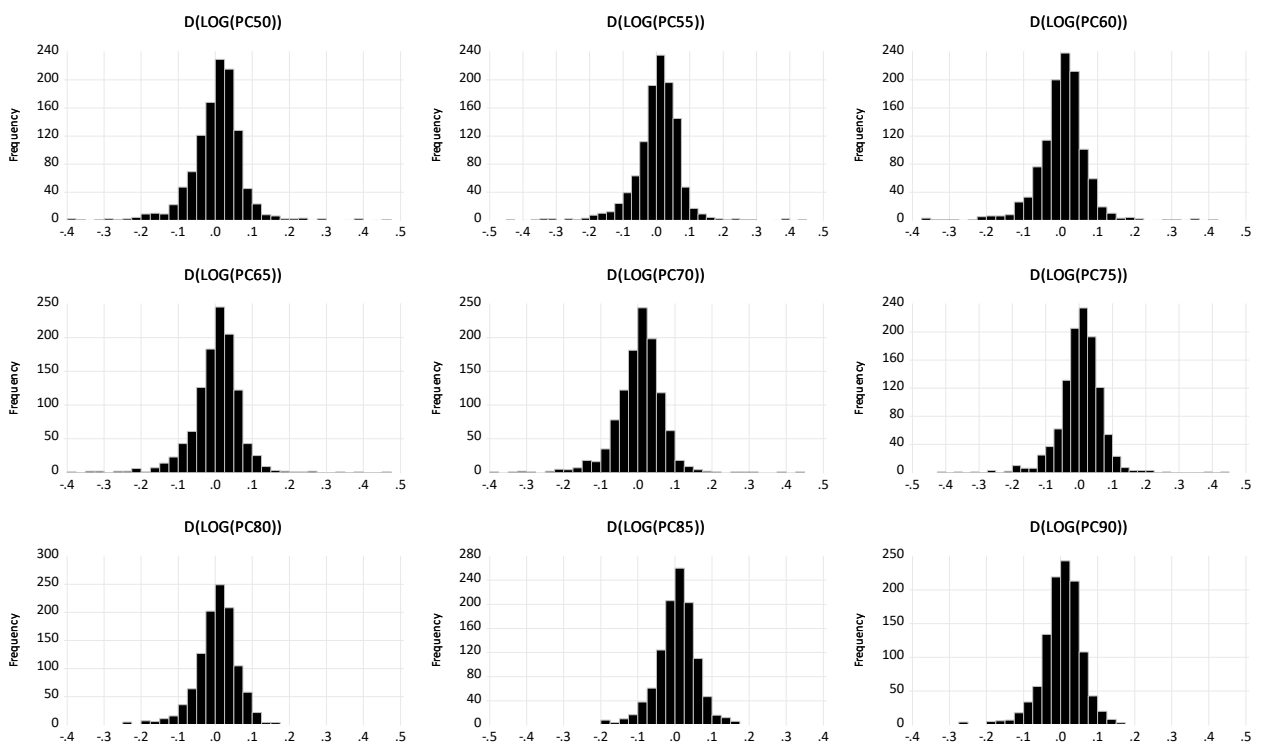 D(LOG(PC50))
Frequency
240
200
160
120
80
40
0
-.4 -.3 -.2 -.1 .0 .1 .2 .3 .4 .5
D(LOG(PC55))
Frequency
240
200
160
120
80
40
0
-.5 -.4 -.3 -.2 -.1 .0 .1 .2 .3 .4 .5
D(LOG(PC60))
Frequency
240
200
160
120
80
40
0
-.4 -.3 -.2 -.1 .0 .1 .2 .3 .4 .5
D(LOG(PC65))
Frequency
250
200
150
100
50
0
-.4 -.3 -.2 -.1 .0 .1 .2 .3 .4 .5
D(LOG(PC70))
Frequency
250
200
150
100
50
0
-.4 -.3 -.2 -.1 .0 .1 .2 .3 .4 .5
D(LOG(PC75))
Frequency
240
200
160
120
80
40
0
-.5 -.4 -.3 -.2 -.1 .0 .1 .2 .3 .4 .5
D(LOG(PC80))
Frequency
300
250
200
150
100
50
0
-.4 -.3 -.2 -.1 .0 .1 .2 .3 .4 .5
D(LOG(PC85))
Frequency
280
240
200
160
120
80
40
0
-.5 -.4 -.3 -.2 -.1 .0 .1 .2 .3 .4
D(LOG(PC90))
Frequency
250
200
150
100
50
0
-.4 -.3 -.2 -.1 .0 .1 .2 .3 .4 .5